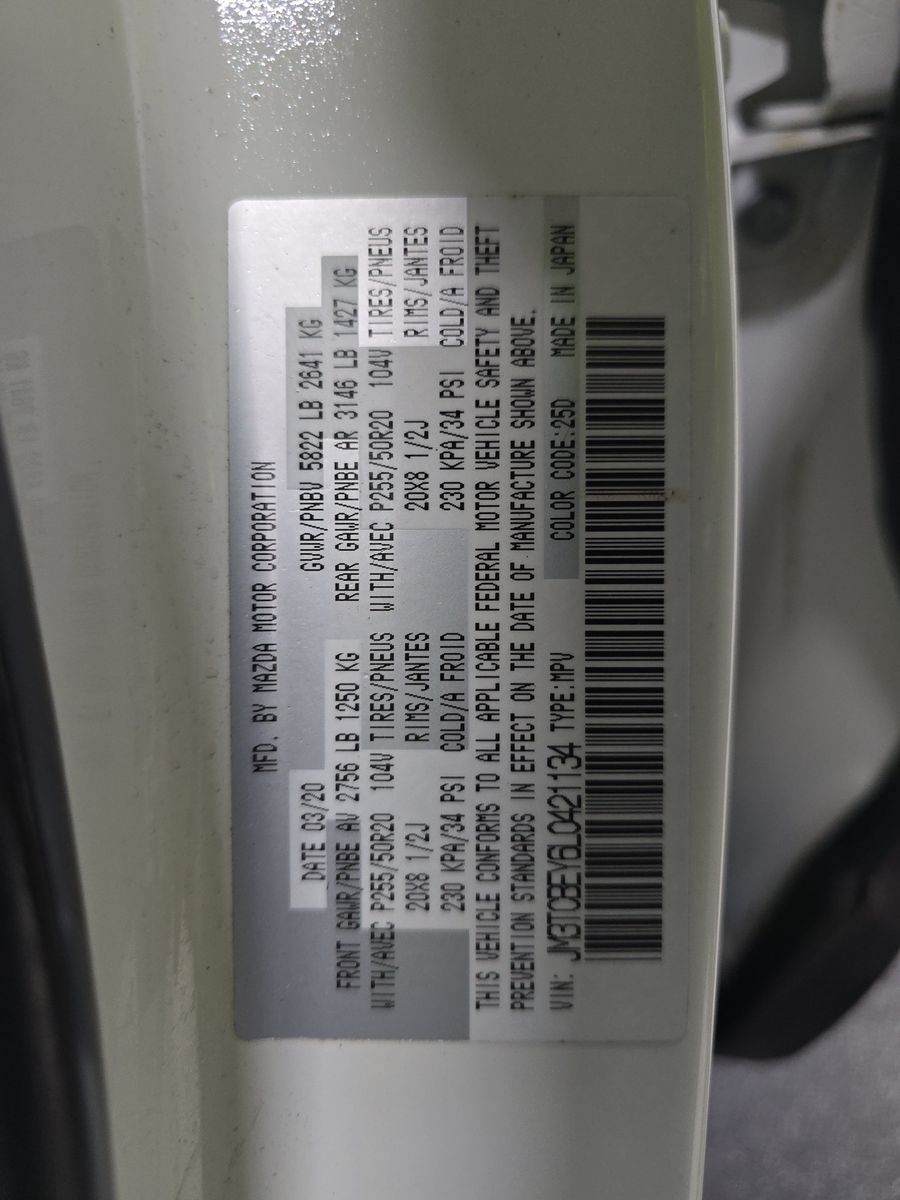 MFD. BY MAZDA MOTOR CORPORATION
DATE 03/20 GVWR/PNBV 5822 LB 2641 KG
FRONT GAWR/PNBE AV 2756 LB 1250 KG REAR GAWR/PNBE AR 3146 LB 1427 KG
WITH/AVEC P255/50R20 104V TIRES/PNEUS WITH/AVEC P255/50R20 104V TIRES/PNEUS
20X8 1/2J RIMS/JANTES 20X8 1/2J RIMS/JANTES
230 KPA/34 PSI COLD/A FROID 230 KPA/34 PSI COLD/A FROID
THIS VEHICLE CONFORMS TO ALL APPLICABLE FEDERAL MOTOR VEHICLE SAFETY AND THEFT
PREVENTION STANDARDS IN EFFECT ON THE DATE OF MANUFACTURE SHOWN ABOVE.
VIN: JM3TCBEY6L0421134 TYPE:MPV COLOR CODE:25D MADE IN JAPAN